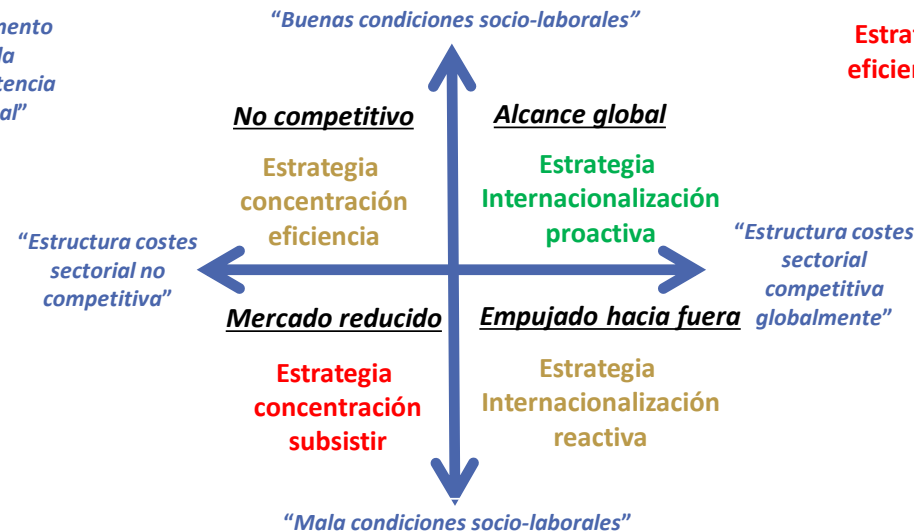 “Buenas condiciones socio-laborales”
No competitivo
Estrategia
concentración
eficiencia
Alcance global
Estrategia
Internacionalización
proactiva
“Estructura costes
sectorial no
competitiva”
“Estructura costes
sectorial
competitiva
globalmente”
Mercado reducido
Estrategia
concentración
subsistir
Empujado hacia fuera
Estrategia
Internacionalización
reactiva
“Mala condiciones socio-laborales”